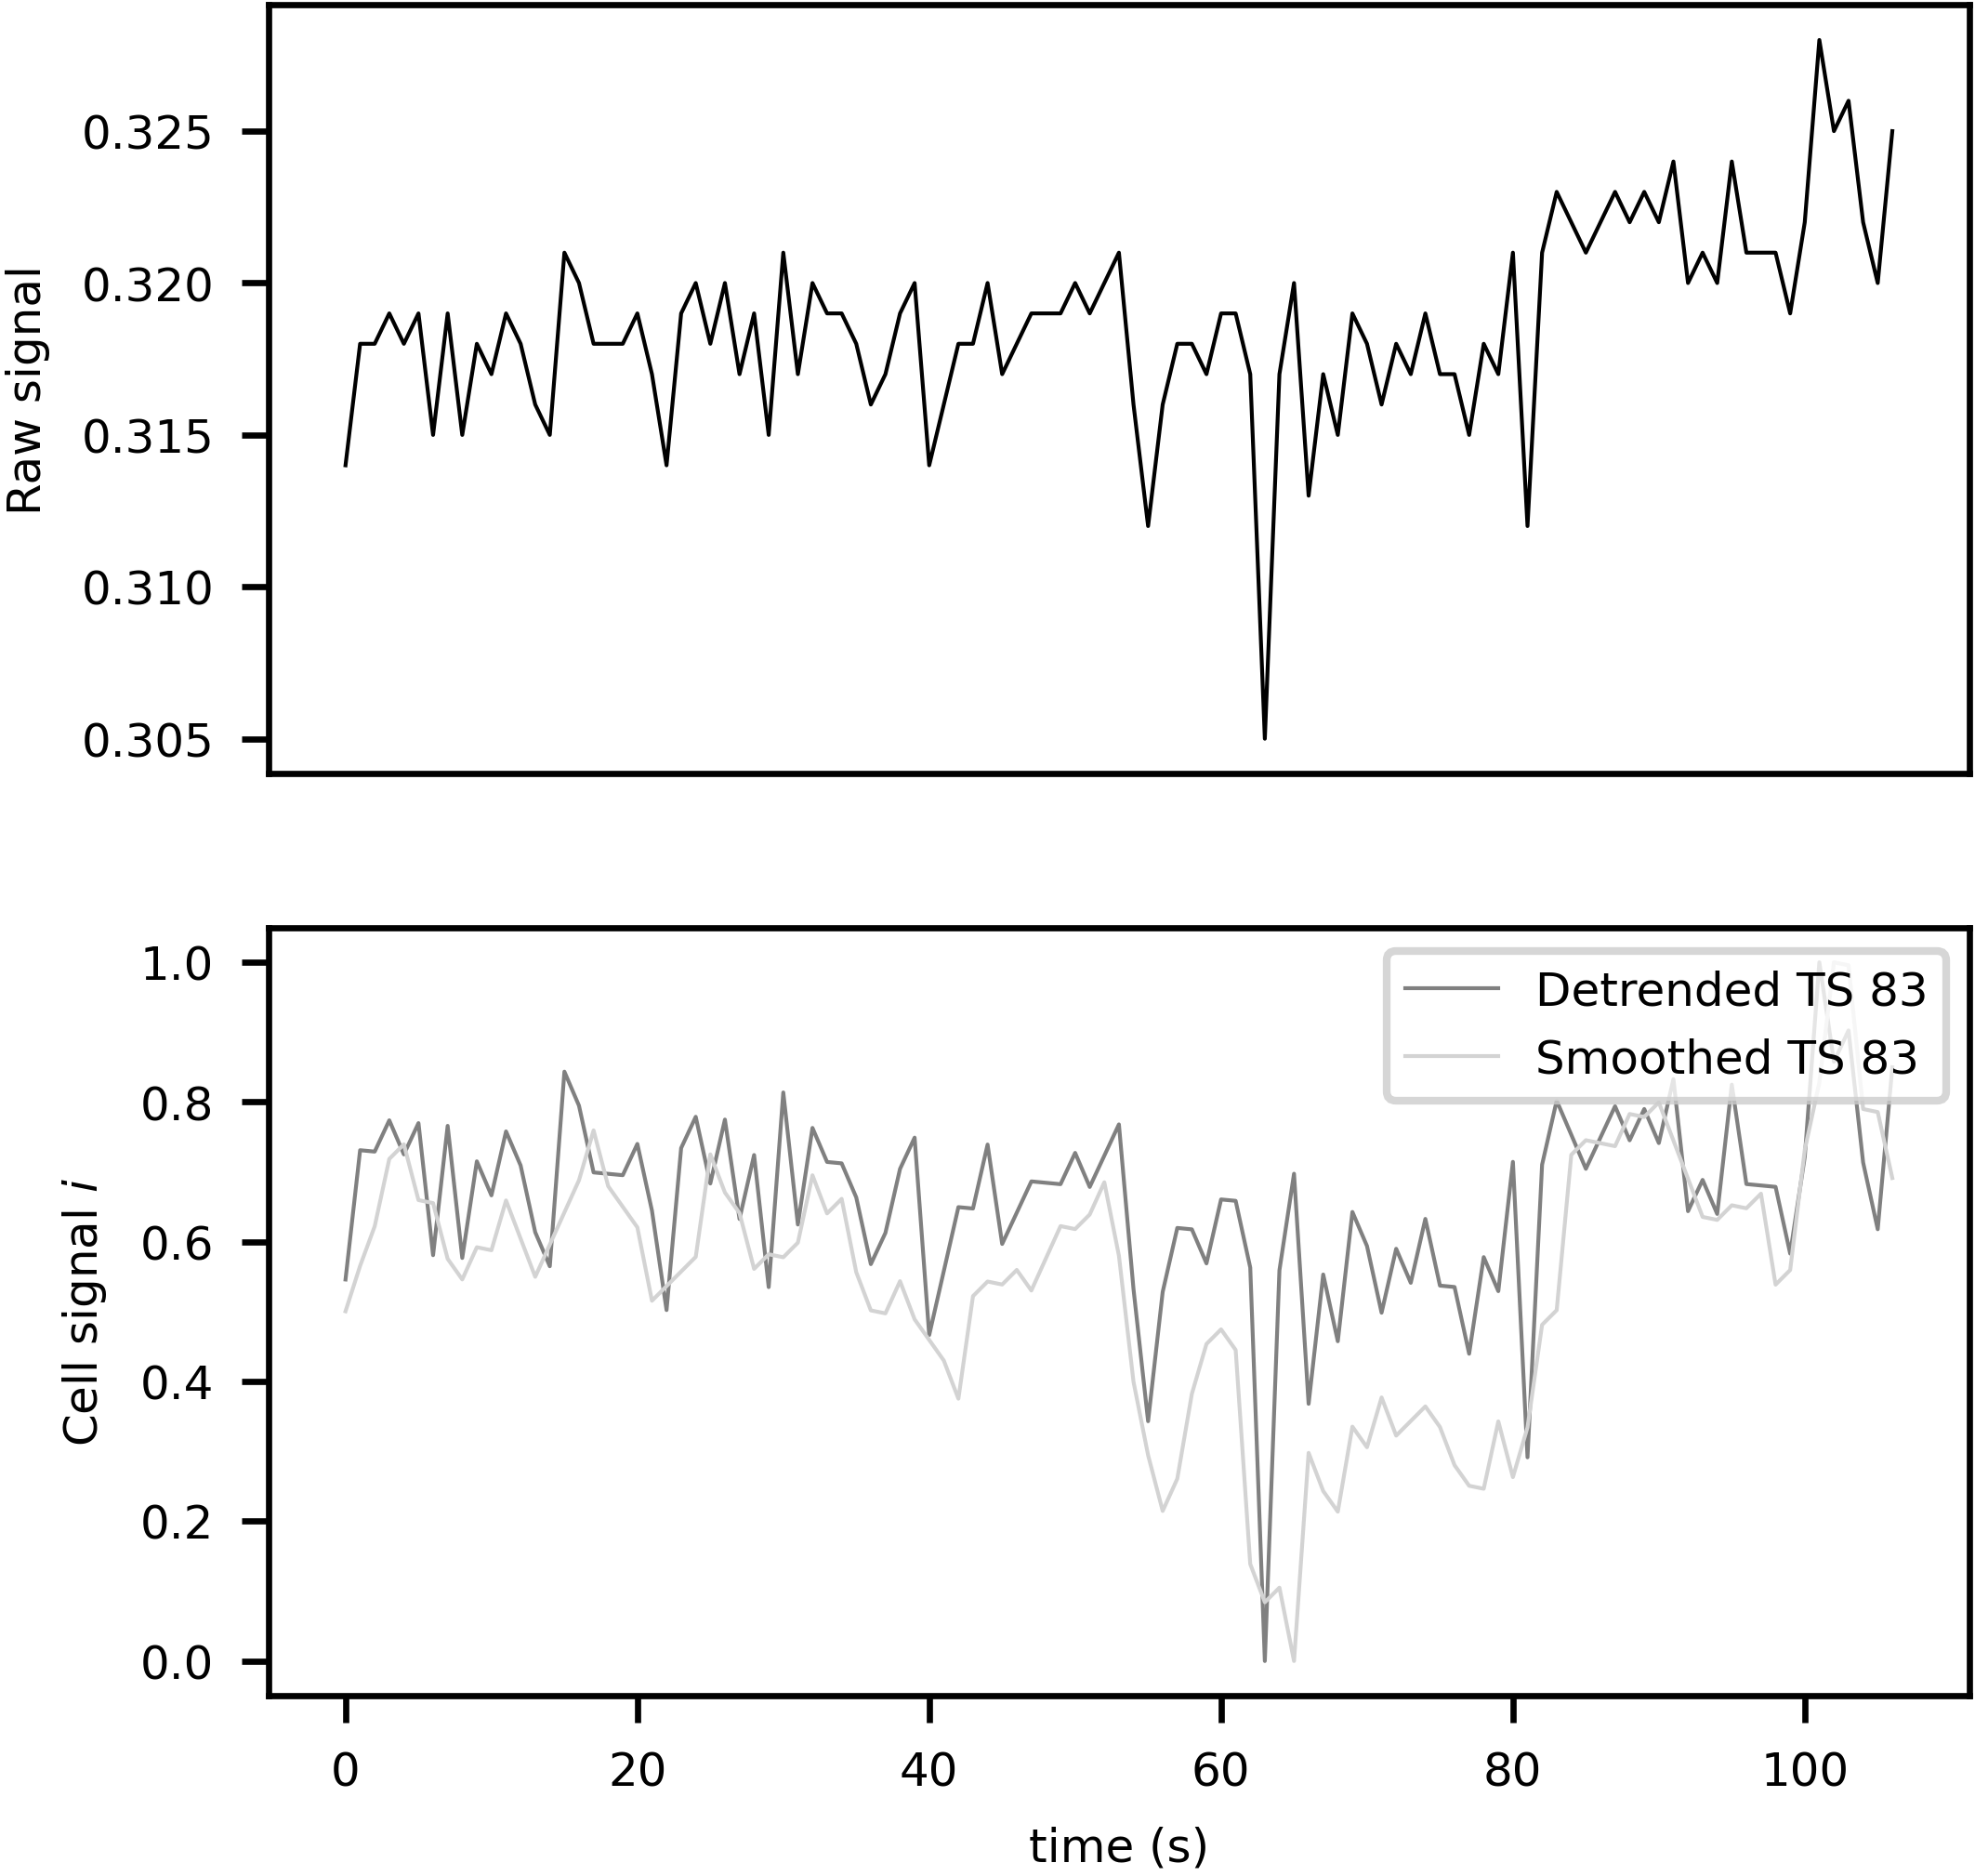 0.325
0.320
0.315
0.310
0.305
Raw signal
1.0
0.8
0.6
0.4
0.2
0.0
Cell signal i
Detrended TS 83
Smoothed TS 83
0 20 40 60 80 100
time (s)